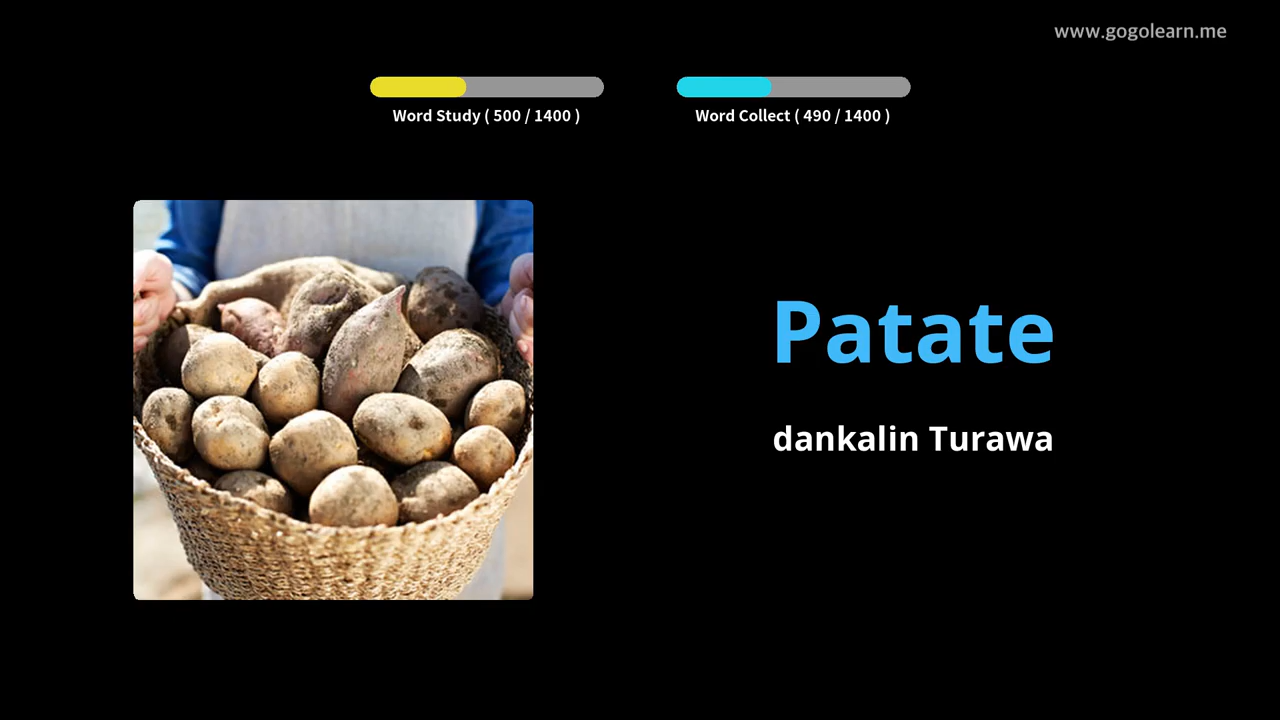 www.gogolearn.me
Word Study ( 500 / 1400 )
Word Collect ( 490 / 1400 )
Patate
dankalin Turawa